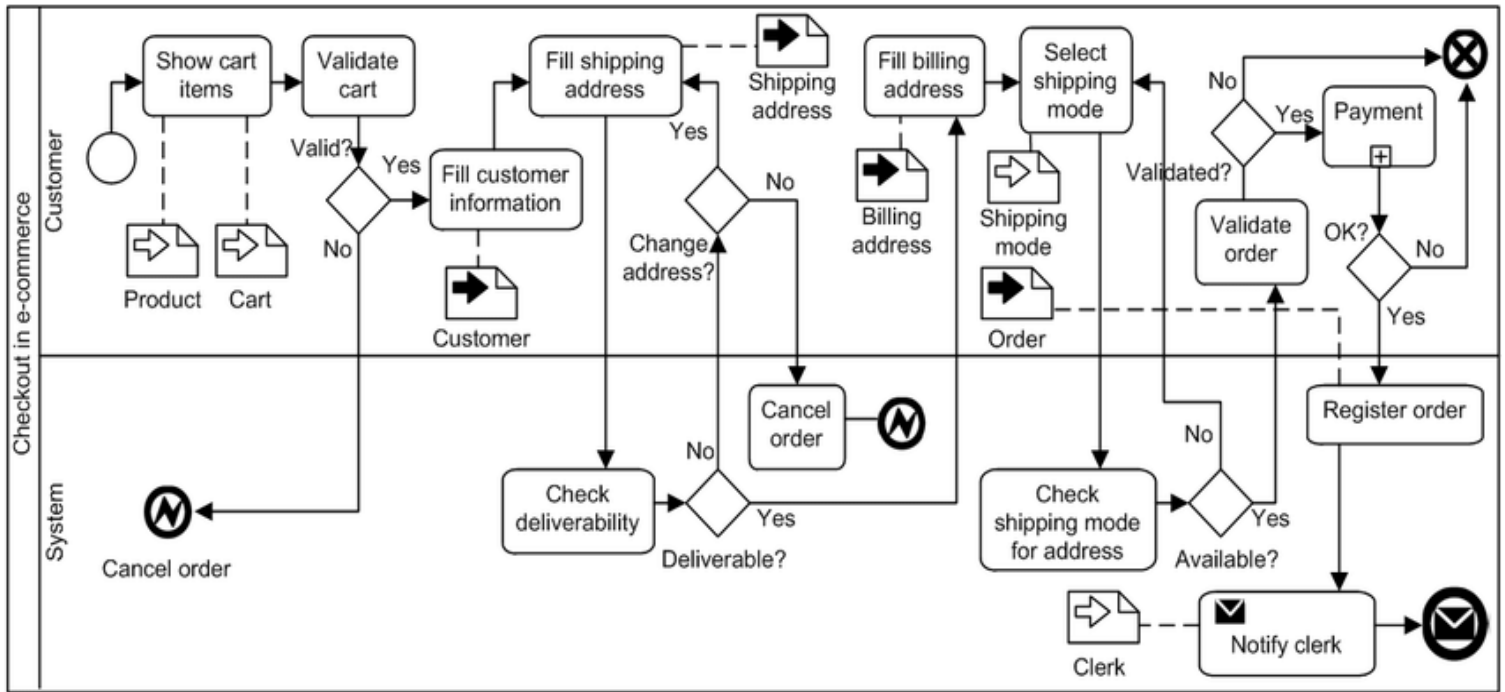 Checkout in e-commerce
Customer
Show cart
items
Validate
cart
Valid?
Yes
No
Product
Cart
Fill customer
information
Customer
Fill shipping
address
Shipping
address
Yes
No
Change
address?
Fill billing
address
Billing
address
Select
shipping
mode
Shipping
mode
Order
No
Yes
Validated?
Validate
order
Payment
OK?
No
Yes
System
Cancel order
Check
deliverability
No
Yes
Deliverable?
Cancel
order
Check
shipping mode
for address
No
Yes
Available?
Register order
Clerk
Notify clerk